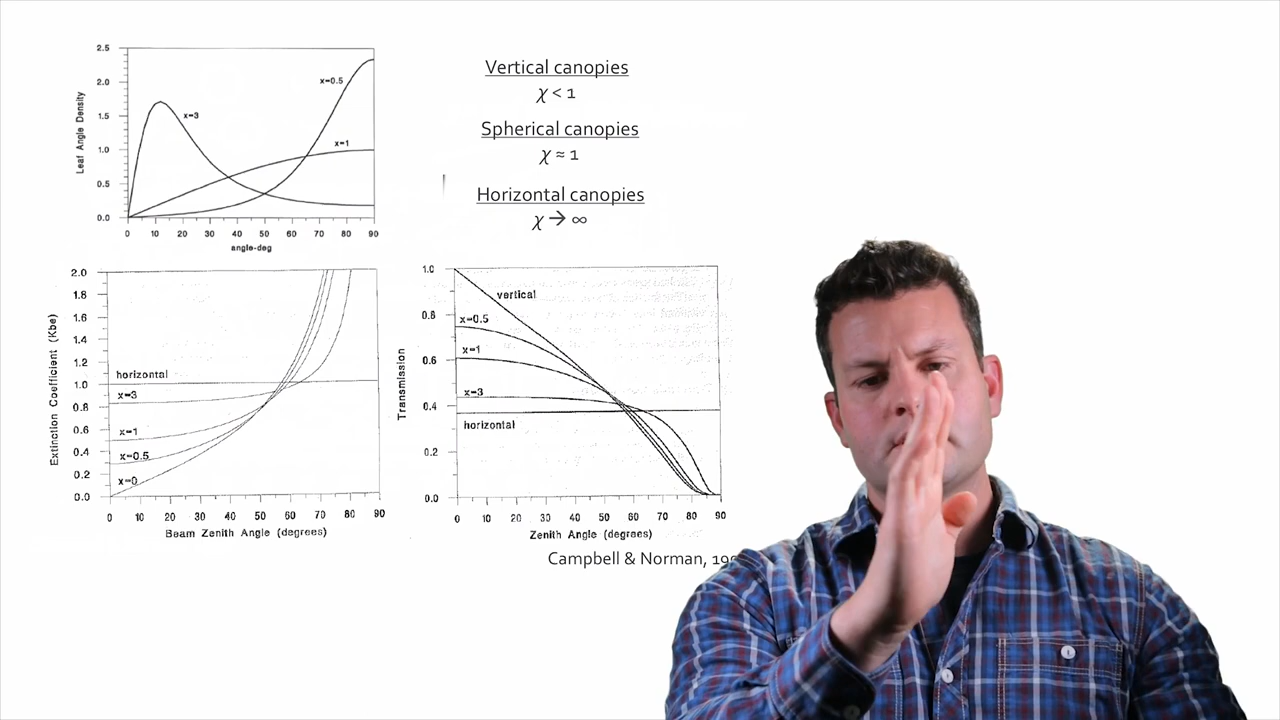 2.5
2.0
1.5
1.0
0.5
0.0
Leaf Angle Density
x=3
x=0.5
x=1
0 10 20 30 40 50 60 70 80 90
angle-deg
Vertical canopies
χ < 1
Spherical canopies
χ ≈ 1
Horizontal canopies
χ → ∞
2.0
1.8
1.6
1.4
1.2
1.0
0.8
0.6
0.4
0.2
0.0
Extinction Coefficient (Kbe)
horizontal
x=3
x=1
x=0.5
x=0
0 10 20 30 40 50 60 70 80 90
Beam Zenith Angle (degrees)
1.0
0.8
0.6
0.4
0.2
0.0
Transmission
vertical
x=0.5
x=1
x=3
horizontal
0 10 20 30 40 50 60 70 80 90
Zenith Angle (degrees)
Campbell & Norman,